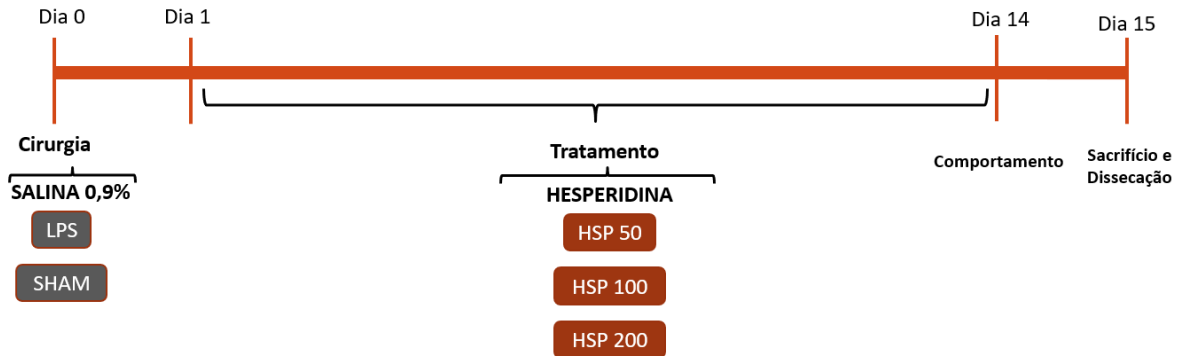 Dia 0
Dia 1
Dia 14
Dia 15
Cirurgia
SALINA 0,9%
LPS
SHAM
Tratamento
HESPERIDINA
HSP 50
HSP 100
HSP 200
Comportamento
Sacrifício e
Dissecação